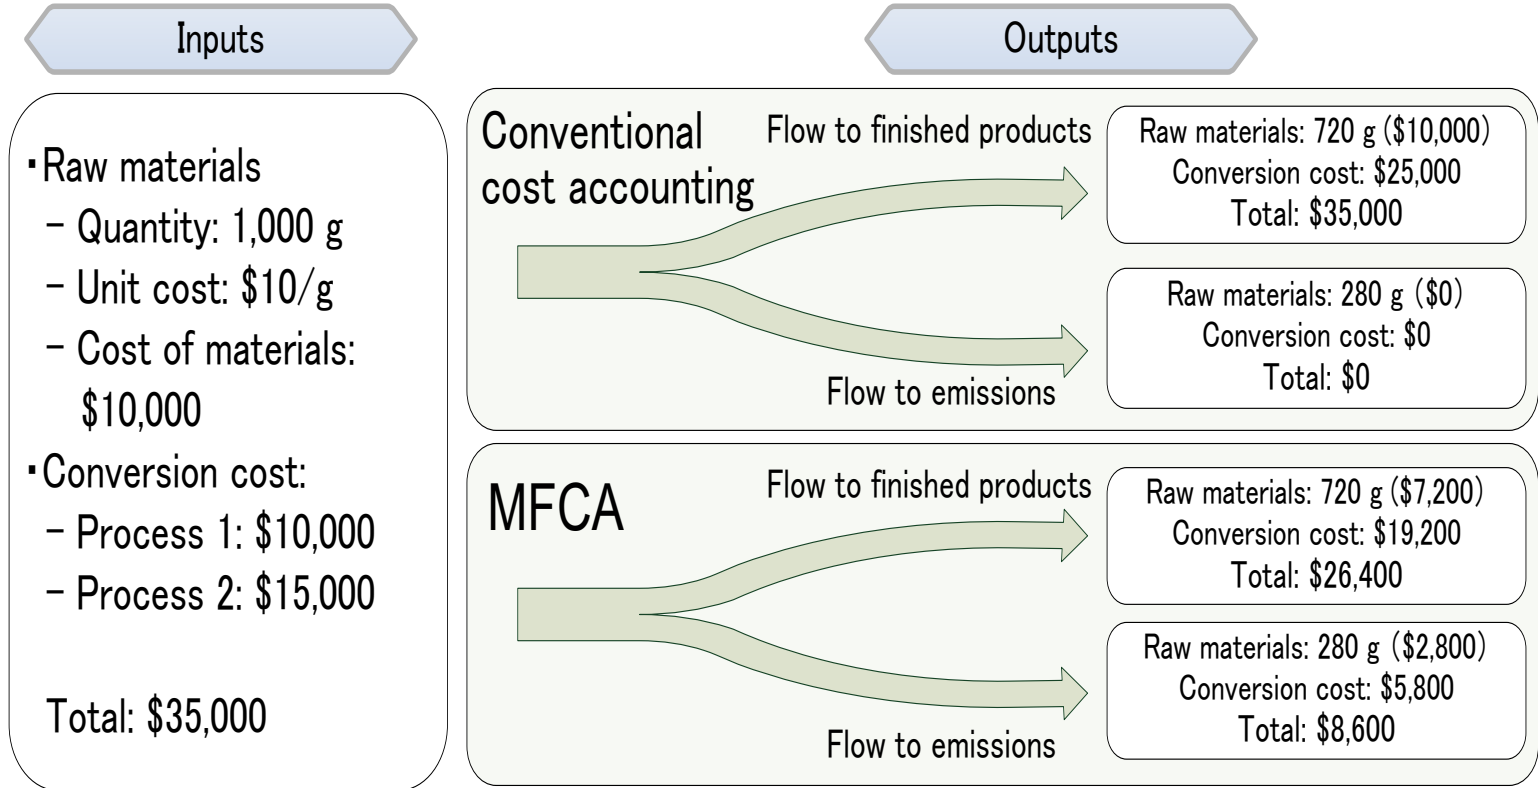 Inputs
Outputs
・Raw materials
– Quantity: 1,000 g
– Unit cost: $10/g
– Cost of materials:
$10,000
・Conversion cost:
– Process 1: $10,000
– Process 2: $15,000
Total: $35,000
Conventional
cost accounting
Flow to finished products
Raw materials: 720 g ($10,000)
Conversion cost: $25,000
Total: $35,000
Flow to emissions
Raw materials: 280 g ($0)
Conversion cost: $0
Total: $0
MFCA
Flow to finished products
Raw materials: 720 g ($7,200)
Conversion cost: $19,200
Total: $26,400
Flow to emissions
Raw materials: 280 g ($2,800)
Conversion cost: $5,800
Total: $8,600